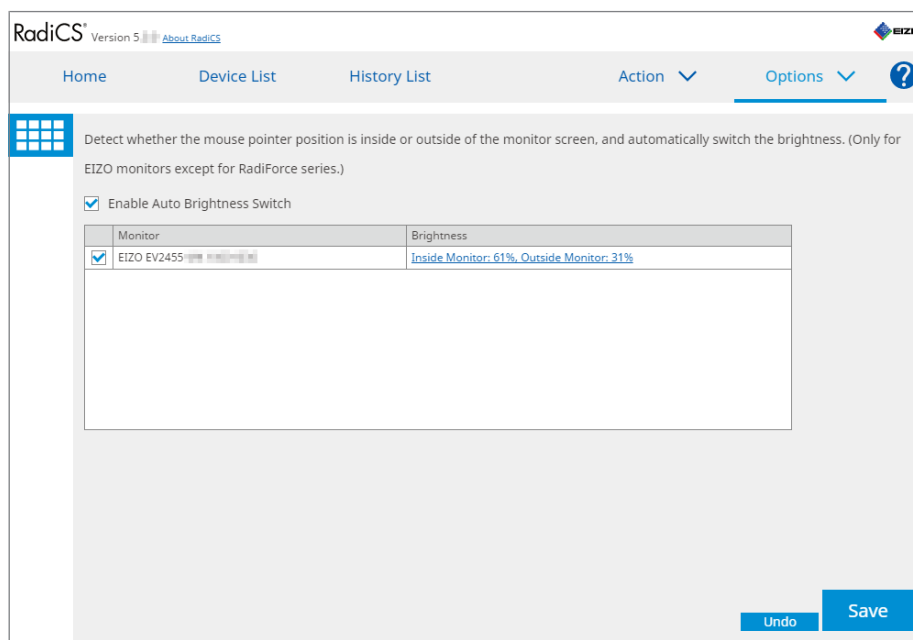 RadiCS® Version 5. About RadiCS
EIZO
Home Device List History List Action Options ?
Detect whether the mouse pointer position is inside or outside of the monitor screen, and automatically switch the brightness. (Only for
EIZO monitors except for RadiForce series.)
Enable Auto Brightness Switch
Monitor Brightness
EIZO EV2455 Inside Monitor: 61%, Outside Monitor: 31%
Undo Save